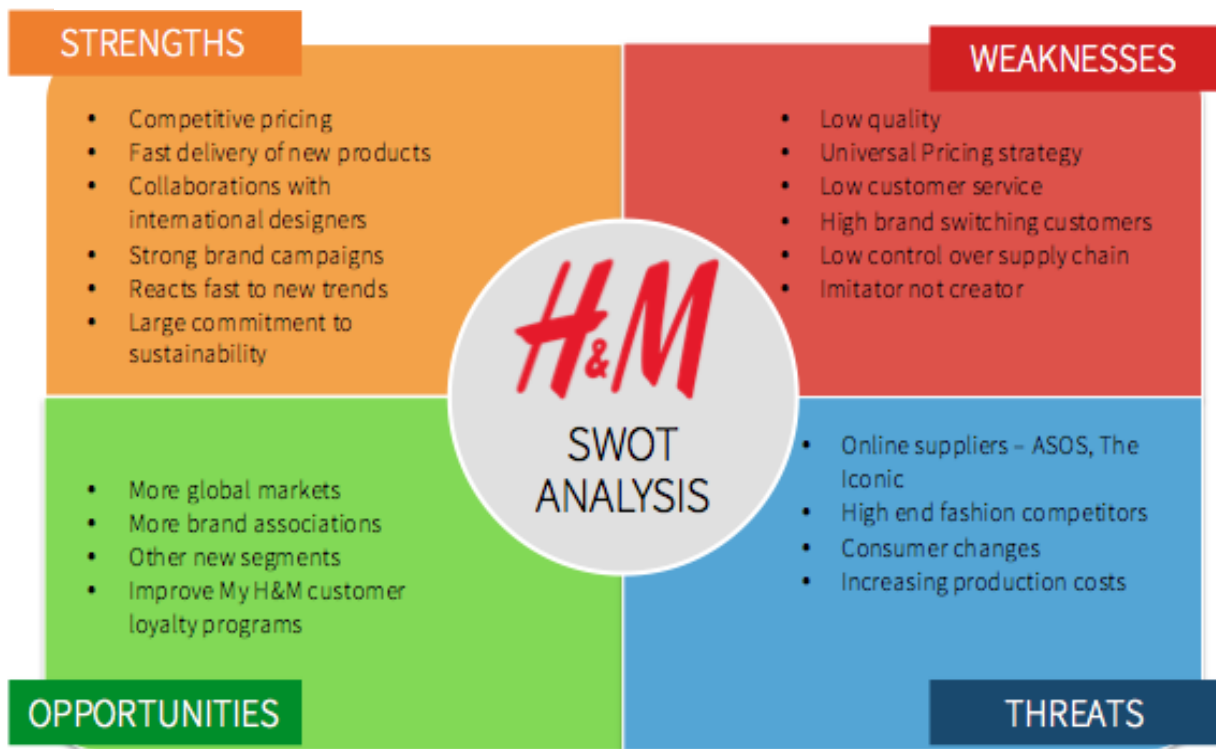 STRENGTHS
• Competitive pricing
• Fast delivery of new products
• Collaborations with
international designers
• Strong brand campaigns
• Reacts fast to new trends
• Large commitment to
sustainability
WEAKNESSES
• Low quality
• Universal Pricing strategy
• Low customer service
• High brand switching customers
• Low control over supply chain
• Imitator not creator
H&M
SWOT
ANALYSIS
• More global markets
• More brand associations
• Other new segments
• Improve My H&M customer
loyalty programs
OPPORTUNITIES
• Online suppliers – ASOS, The
Iconic
• High end fashion competitors
• Consumer changes
• Increasing production costs
THREATS